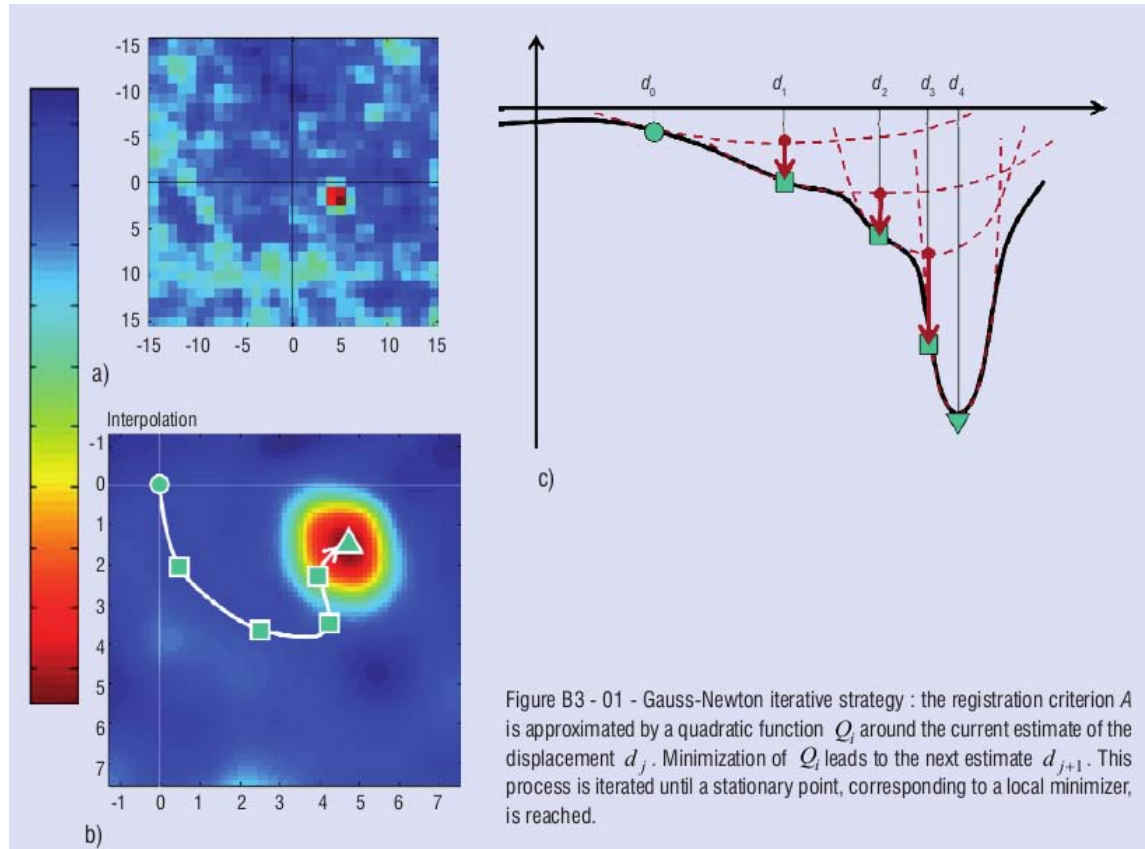 -15
-10
-5
0
5
10
15
-15 -10 -5 0 5 10 15
a)
Interpolation
-1
0
1
2
3
4
5
6
7
-1 0 1 2 3 4 5 6 7
b)
d₀ d₁ d₂ d₃ d₄
c)
Figure B3 - 01 - Gauss-Newton iterative strategy : the registration criterion A
is approximated by a quadratic function Qᵢ around the current estimate of the
displacement dⱼ. Minimization of Qᵢ leads to the next estimate dⱼ₊₁. This
process is iterated until a stationary point, corresponding to a local minimizer,
is reached.